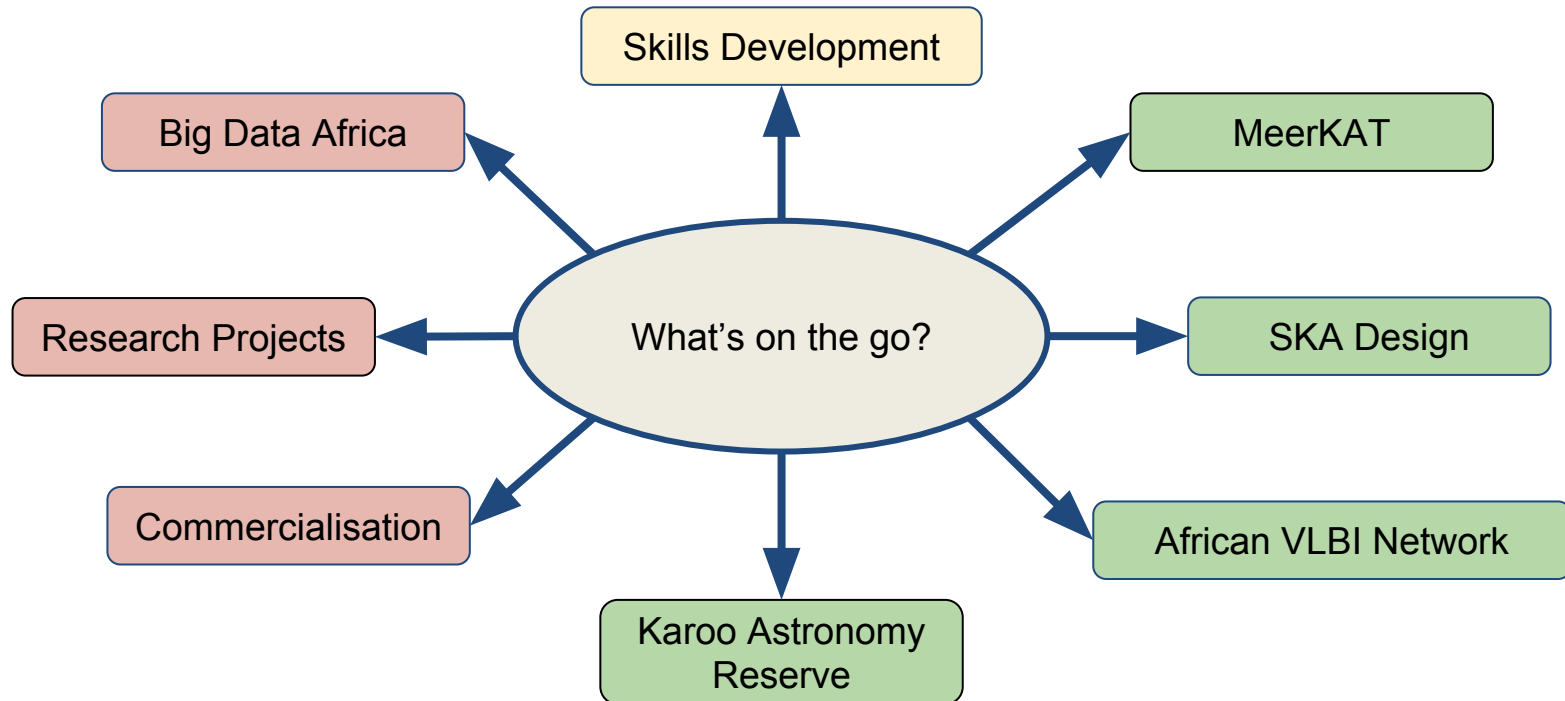 Skills Development
Big Data Africa
MeerKAT
Research Projects
What’s on the go?
SKA Design
Commercialisation
African VLBI Network
Karoo Astronomy
Reserve